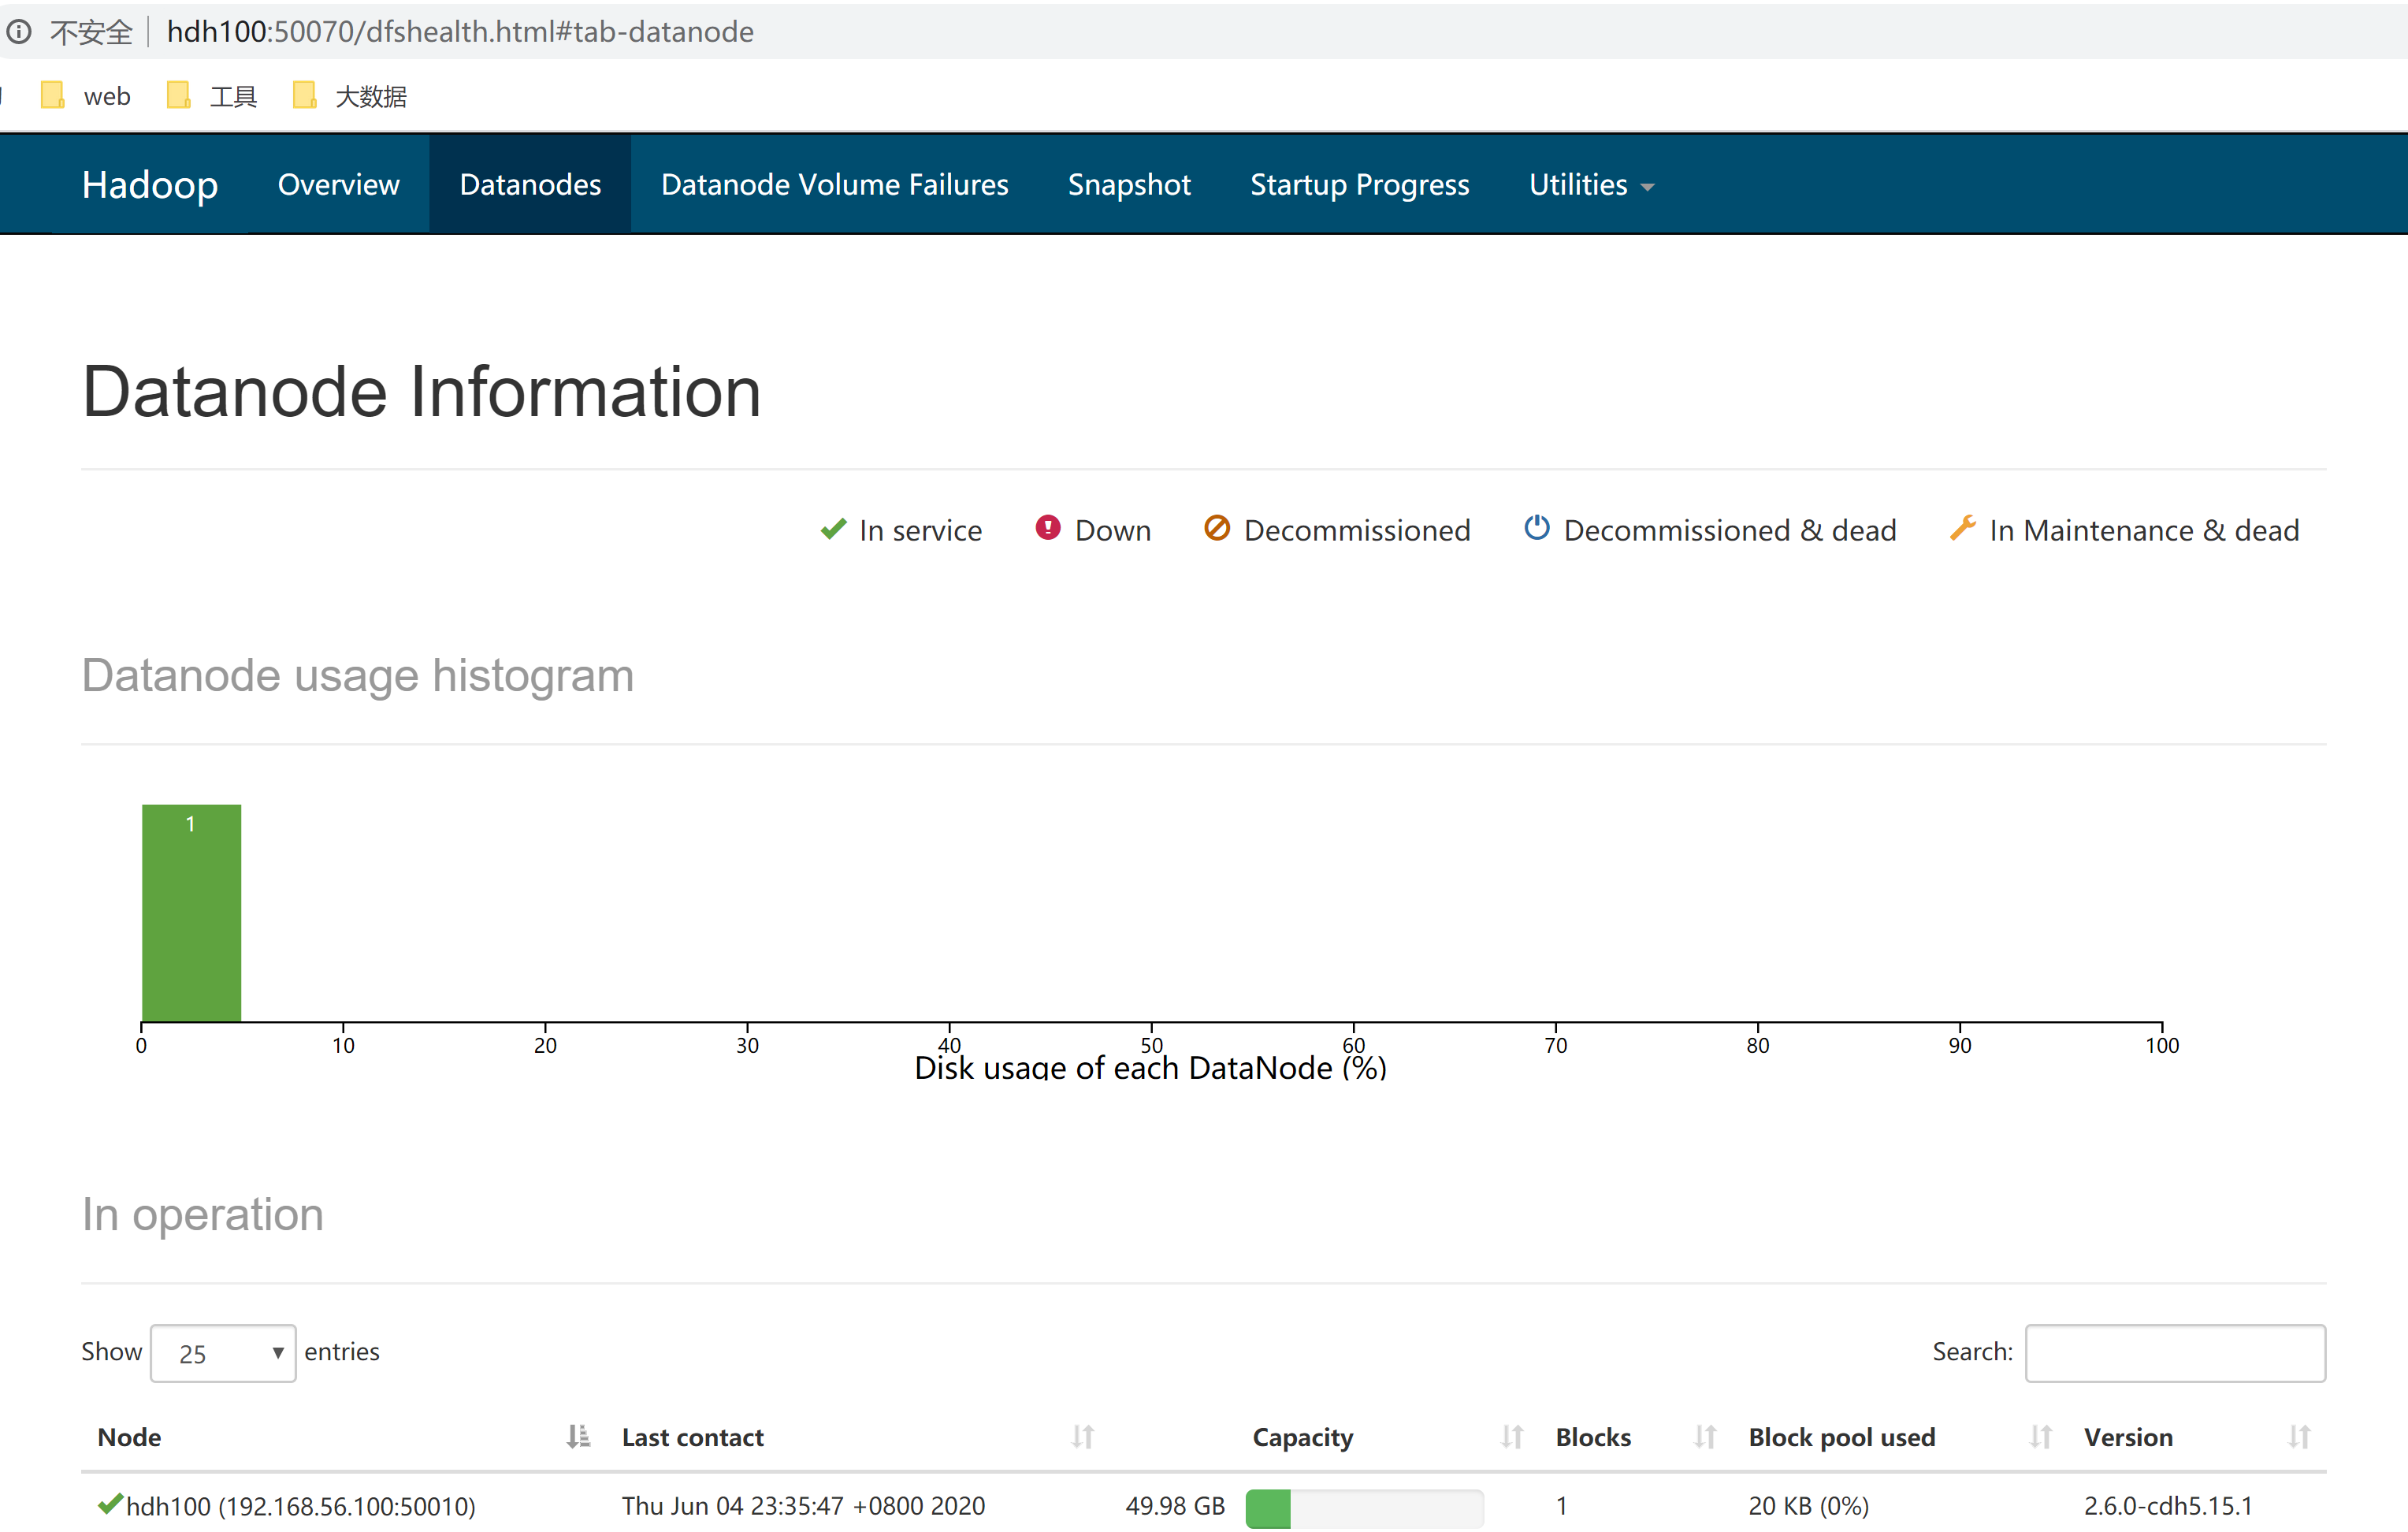 不安全 hdh100:50070/dfshealth.html#tab-datanode
web 工具 大数据
Hadoop Overview Datanodes Datanode Volume Failures Snapshot Startup Progress Utilities
Datanode Information
In service Down Decommissioned Decommissioned & dead In Maintenance & dead
Datanode usage histogram
1
0 10 20 30 40 50 60 70 80 90 100
Disk usage of each DataNode (%)
In operation
Show 25 entries Search:
Node Last contact Capacity Blocks Block pool used Version
hdh100 (192.168.56.100:50010) Thu Jun 04 23:35:47 +0800 2020 49.98 GB 1 20 KB (0%) 2.6.0-cdh5.15.1